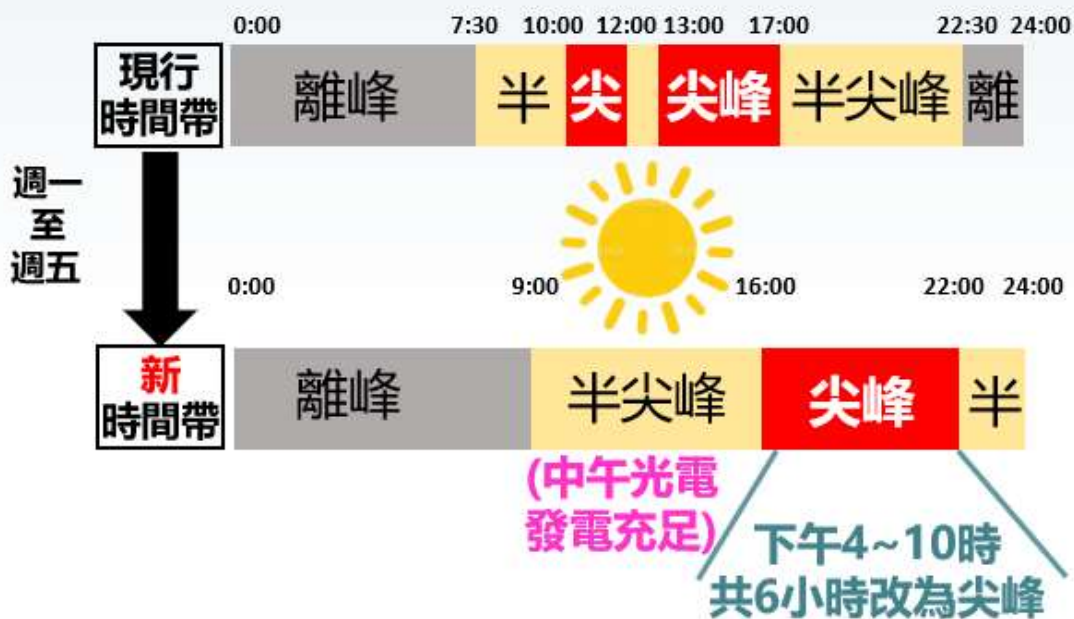 0:00 7:30 10:00 12:00 13:00 17:00 22:30 24:00
現行
時間帶
離峰 半 尖 尖峰 半尖峰 離
週一
至
週五
0:00 9:00 16:00 22:00 24:00
新
時間帶
離峰 半尖峰 尖峰 半
(中午光電
發電充足)
下午4~10時
共6小時改為尖峰